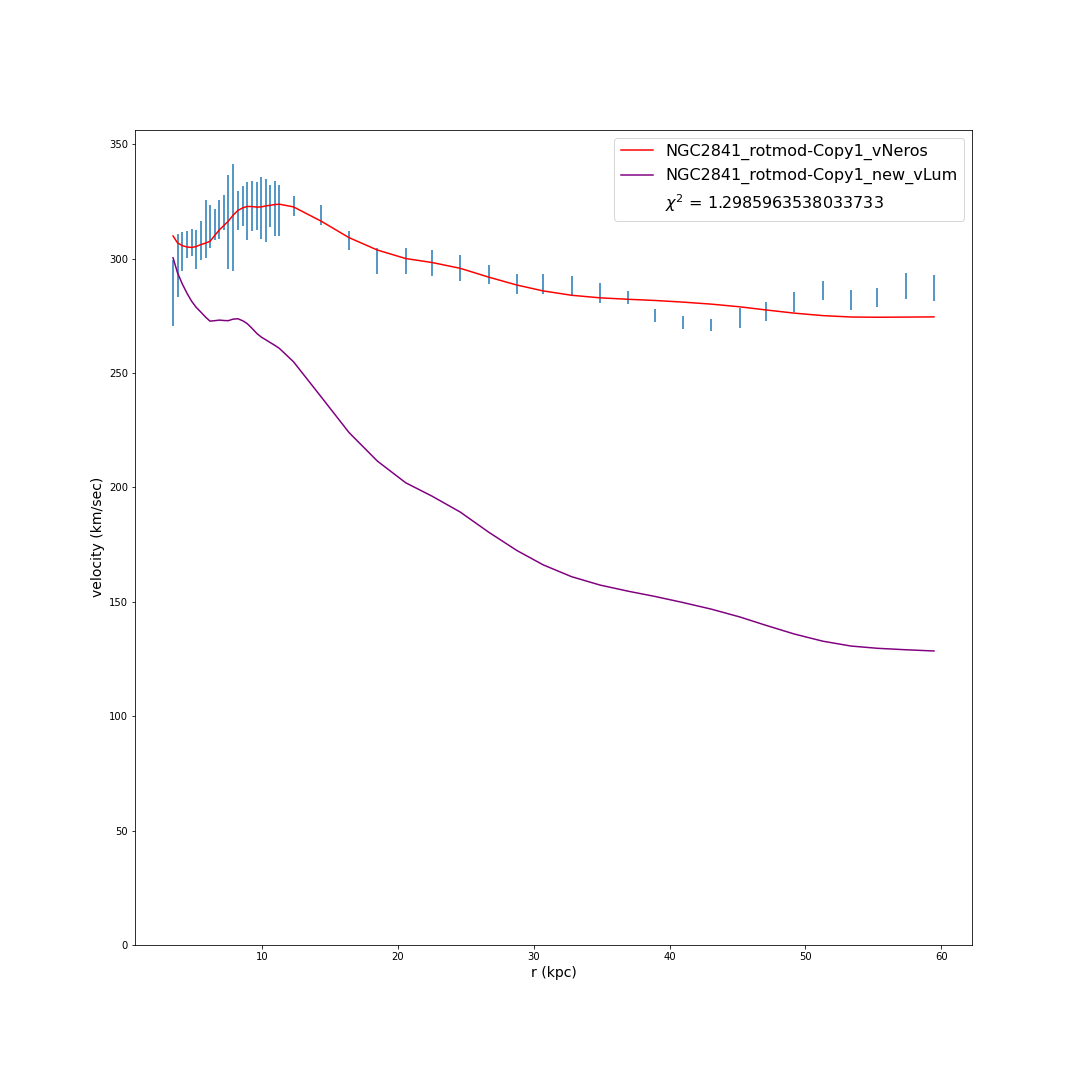 NGC2841_rotmod-Copy1_vNeros
NGC2841_rotmod-Copy1_new_vLum
χ² = 1.2985963538033733
350
300
250
200
150
100
50
0
velocity (km/sec)
10 20 30 40 50 60
r (kpc)